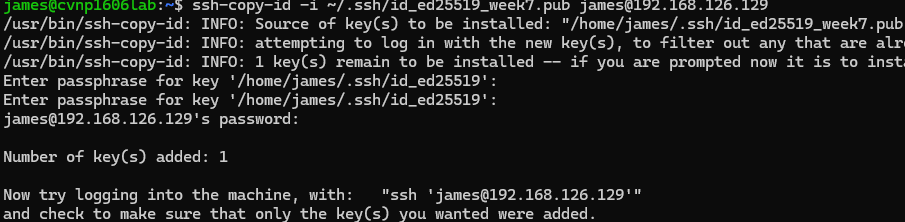 james@cvnp1606lab:~$ ssh-copy-id -i ~/.ssh/id_ed25519_week7.pub james@192.168.126.129
/usr/bin/ssh-copy-id: INFO: Source of key(s) to be installed: "/home/james/.ssh/id_ed25519_week7.pub
/usr/bin/ssh-copy-id: INFO: attempting to log in with the new key(s), to filter out any that are alre
/usr/bin/ssh-copy-id: INFO: 1 key(s) remain to be installed -- if you are prompted now it is to insta
Enter passphrase for key '/home/james/.ssh/id_ed25519':
Enter passphrase for key '/home/james/.ssh/id_ed25519':
james@192.168.126.129's password:
Number of key(s) added: 1
Now try logging into the machine, with:   "ssh 'james@192.168.126.129'"
and check to make sure that only the key(s) you wanted were added.